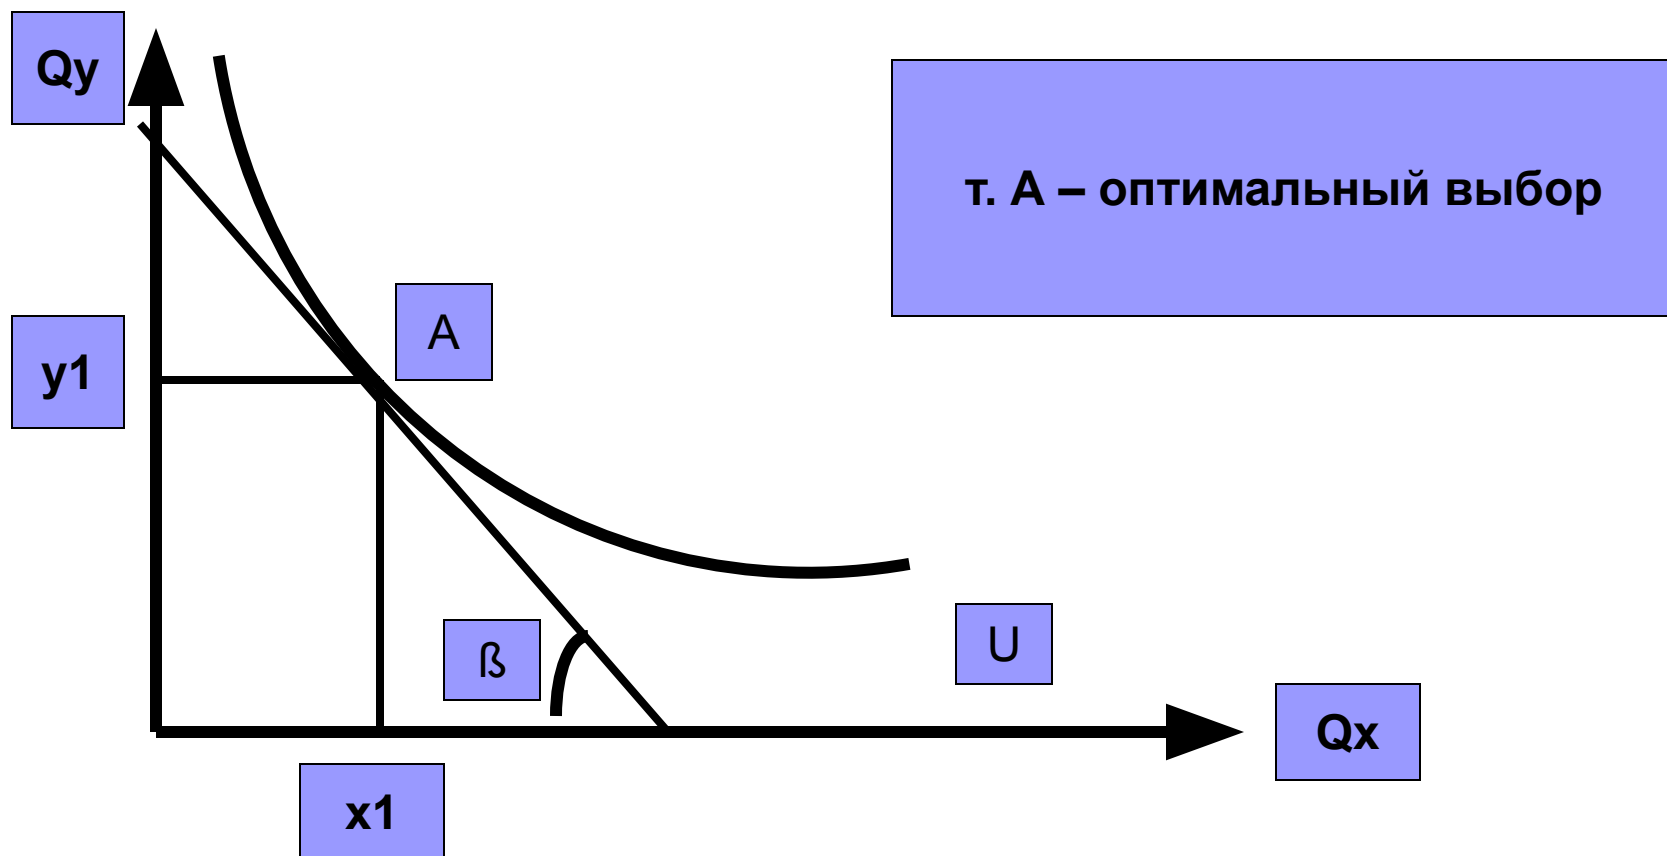 Qy
т. А – оптимальный выбор
A
y1
ß
U
Qx
x1